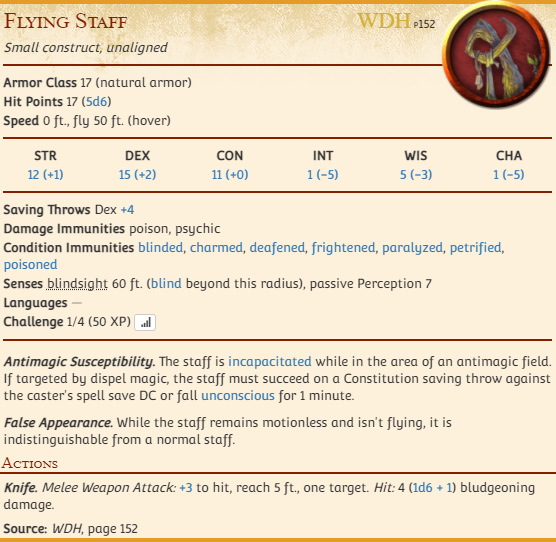 Flying Staff WDH p152
Small construct, unaligned
Armor Class 17 (natural armor)
Hit Points 17 (5d6)
Speed 0 ft., fly 50 ft. (hover)
STR DEX CON INT WIS CHA
12 (+1) 15 (+2) 11 (+0) 1 (−5) 5 (−3) 1 (−5)
Saving Throws Dex +4
Damage Immunities poison, psychic
Condition Immunities blinded, charmed, deafened, frightened, paralyzed, petrified,
poisoned
Senses blindsight 60 ft. (blind beyond this radius), passive Perception 7
Languages —
Challenge 1/4 (50 XP)
Antimagic Susceptibility. The staff is incapacitated while in the area of an antimagic field.
If targeted by dispel magic, the staff must succeed on a Constitution saving throw against
the caster's spell save DC or fall unconscious for 1 minute.
False Appearance. While the staff remains motionless and isn't flying, it is
indistinguishable from a normal staff.
Actions
Knife. Melee Weapon Attack: +3 to hit, reach 5 ft., one target. Hit: 4 (1d6 + 1) bludgeoning
damage.
Source: WDH, page 152